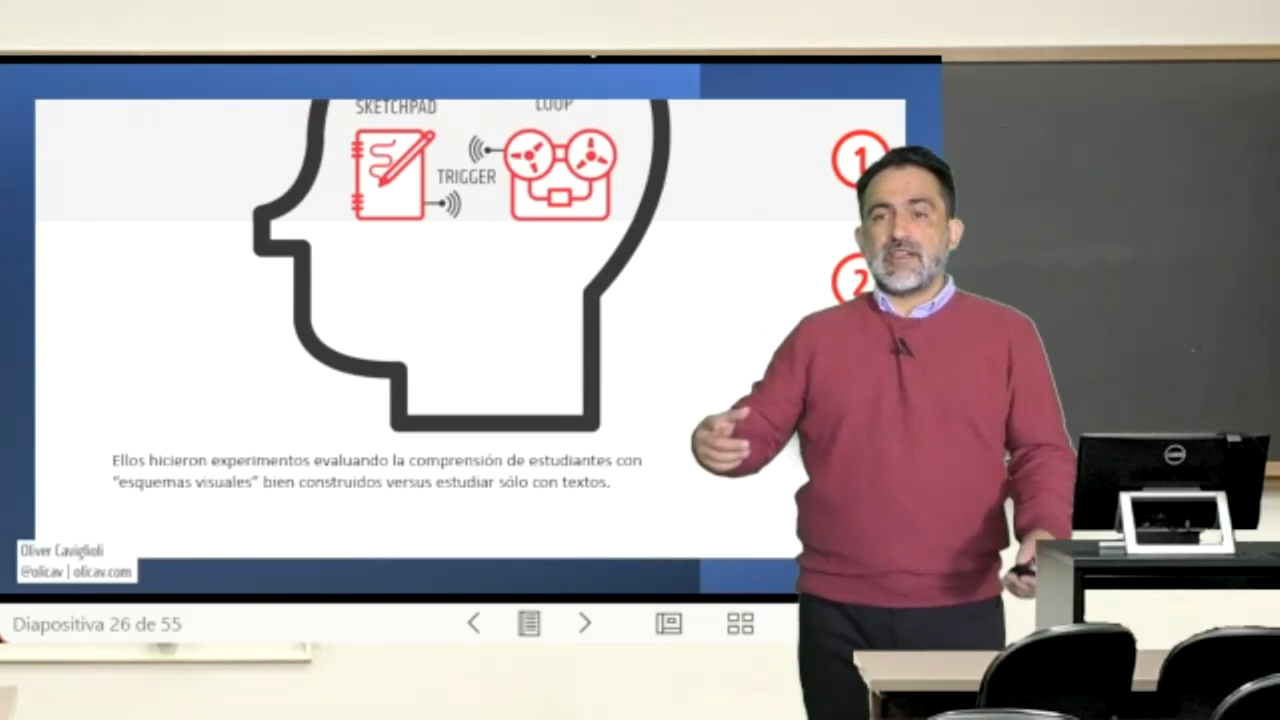 SKETCHPAD
LOOP
TRIGGER
1
2
Ellos hicieron experimentos evaluando la comprensión de estudiantes con
“esquemas visuales” bien construidos versus estudiar sólo con textos.
Oliver Caviglioli
@olicav | olicav.com
Diapositiva 26 de 55
DELL